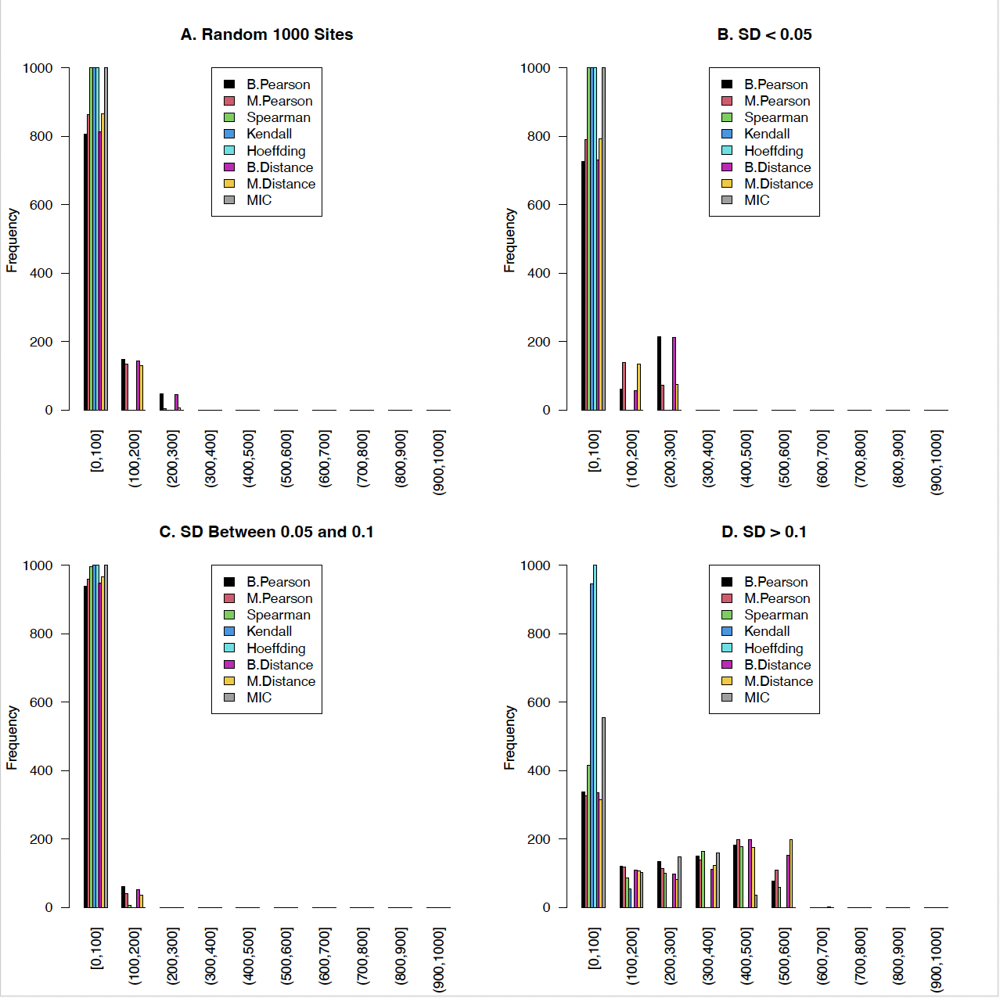 A. Random 1000 Sites
Frequency
1000
800
600
400
200
0
B.Pearson
M.Pearson
Spearman
Kendall
Hoeffding
B.Distance
M.Distance
MIC
[0,100]
(100,200]
(200,300]
(300,400]
(400,500]
(500,600]
(600,700]
(700,800]
(800,900]
(900,1000]
B. SD < 0.05
Frequency
1000
800
600
400
200
0
B.Pearson
M.Pearson
Spearman
Kendall
Hoeffding
B.Distance
M.Distance
MIC
[0,100]
(100,200]
(200,300]
(300,400]
(400,500]
(500,600]
(600,700]
(700,800]
(800,900]
(900,1000]
C. SD Between 0.05 and 0.1
Frequency
1000
800
600
400
200
0
B.Pearson
M.Pearson
Spearman
Kendall
Hoeffding
B.Distance
M.Distance
MIC
[0,100]
(100,200]
(200,300]
(300,400]
(400,500]
(500,600]
(600,700]
(700,800]
(800,900]
(900,1000]
D. SD > 0.1
Frequency
1000
800
600
400
200
0
B.Pearson
M.Pearson
Spearman
Kendall
Hoeffding
B.Distance
M.Distance
MIC
[0,100]
(100,200]
(200,300]
(300,400]
(400,500]
(500,600]
(600,700]
(700,800]
(800,900]
(900,1000]